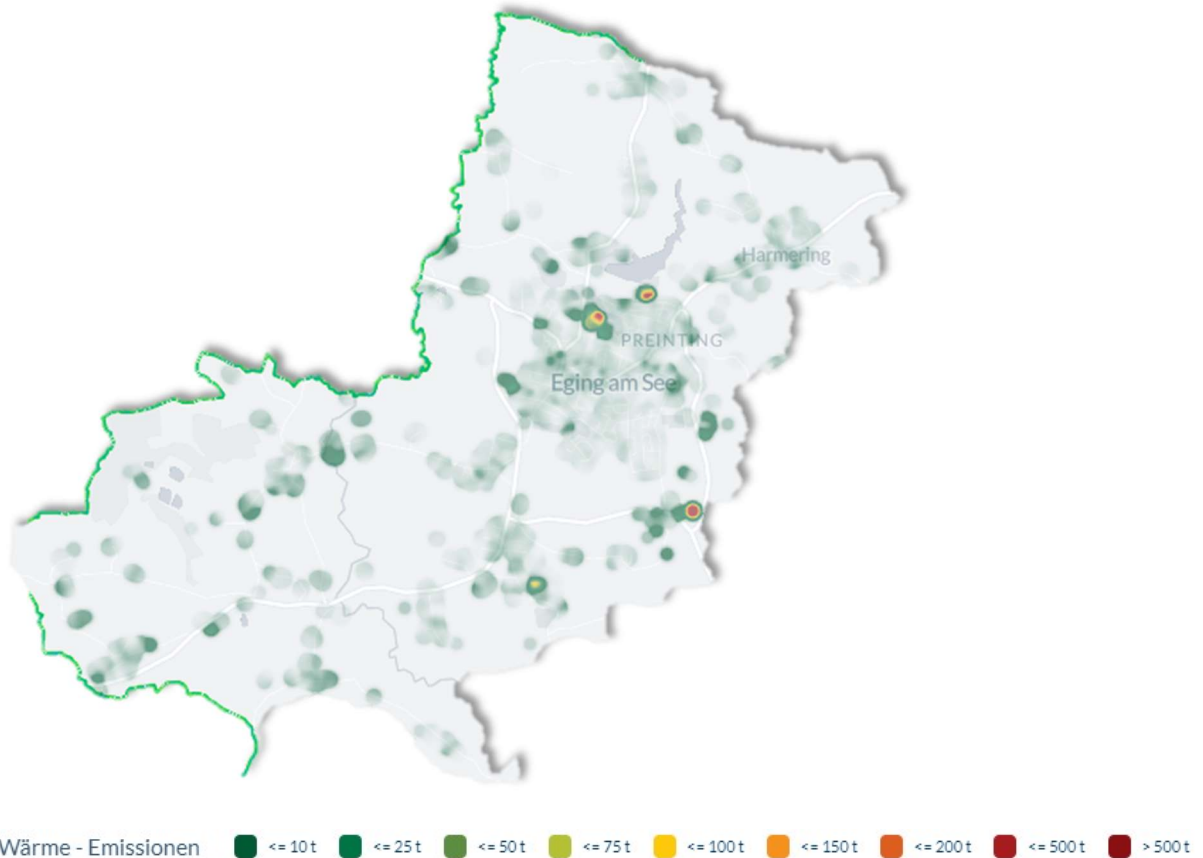 Harmering
PREINTING
Eging am See
Wärme - Emissionen <= 10 t <= 25 t <= 50 t <= 75 t <= 100 t <= 150 t <= 200 t <= 500 t > 500 t